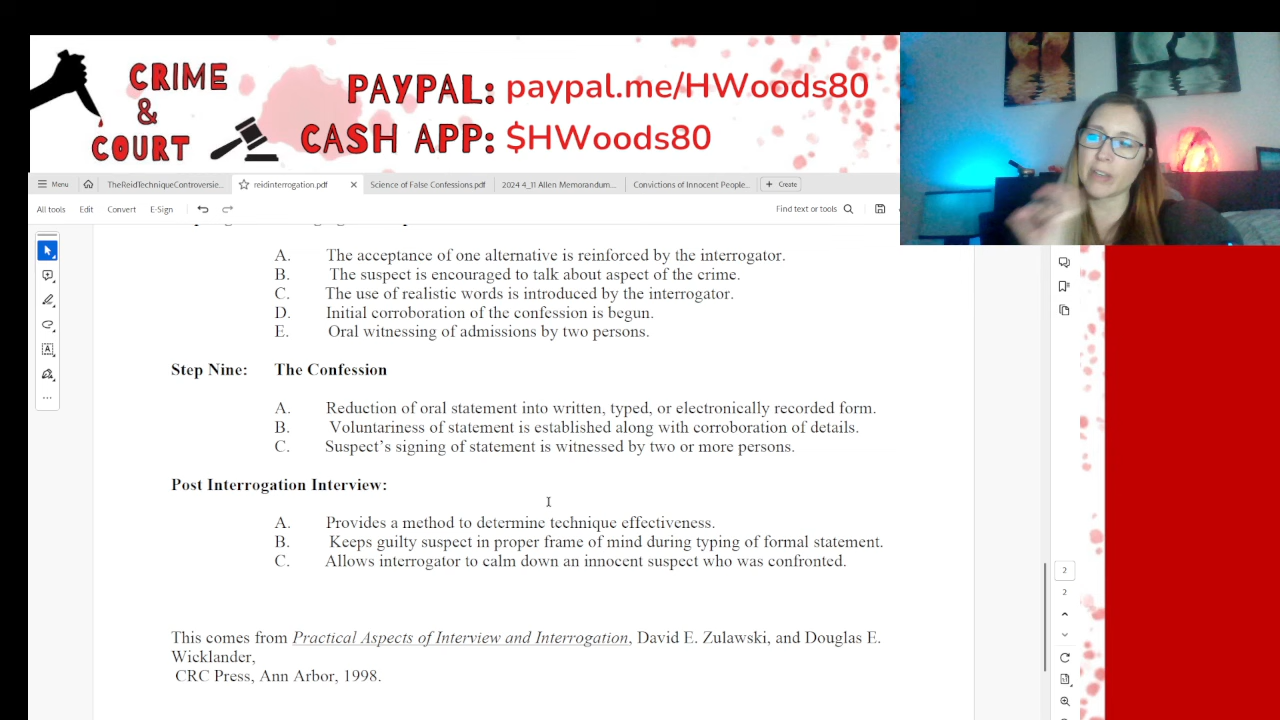 CRIME
&
COURT
PAYPAL: paypal.me/HWoods80
CASH APP: $HWoods80
Menu TheReidTechniqueControversie... reidinterrogation.pdf Science of False Confessions.pdf 2024 4_11 Allen Memorandum... Convictions of Innocent People... Create
All tools Edit Convert E-Sign Find text or tools
A. The acceptance of one alternative is reinforced by the interrogator.
B. The suspect is encouraged to talk about aspect of the crime.
C. The use of realistic words is introduced by the interrogator.
D. Initial corroboration of the confession is begun.
E. Oral witnessing of admissions by two persons.
Step Nine: The Confession
A. Reduction of oral statement into written, typed, or electronically recorded form.
B. Voluntariness of statement is established along with corroboration of details.
C. Suspect's signing of statement is witnessed by two or more persons.
Post Interrogation Interview:
A. Provides a method to determine technique effectiveness.
B. Keeps guilty suspect in proper frame of mind during typing of formal statement.
C. Allows interrogator to calm down an innocent suspect who was confronted.
2
2
This comes from Practical Aspects of Interview and Interrogation, David E. Zulawski, and Douglas E.
Wicklander,
CRC Press, Ann Arbor, 1998.